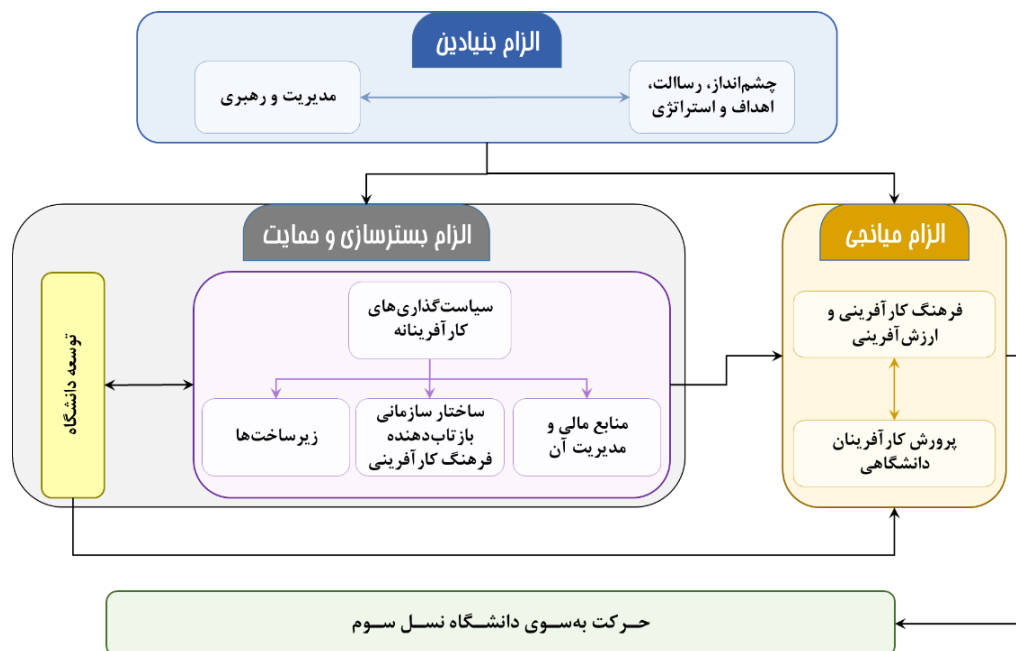 الزام بنیادین
چشم‌انداز، رساالت،
اهداف و استراتژی
مدیریت و رهبری
الزام میانجی
فرهنگ کارآفرینی و
ارزش‌آفرینی
پرورش کارآفرینان
دانشگاهی
الزام بسترسازی و حمایت
سیاست‌گذاری‌های
کارآفرینانه
منابع مالی و
مدیریت آن
ساختار سازمانی
بازتاب‌دهنده
فرهنگ کارآفرینی
زیرساخت‌ها
توسعه دانشگاه
حـرکت به‌سـوی دانشـگاه نسـل سـوم